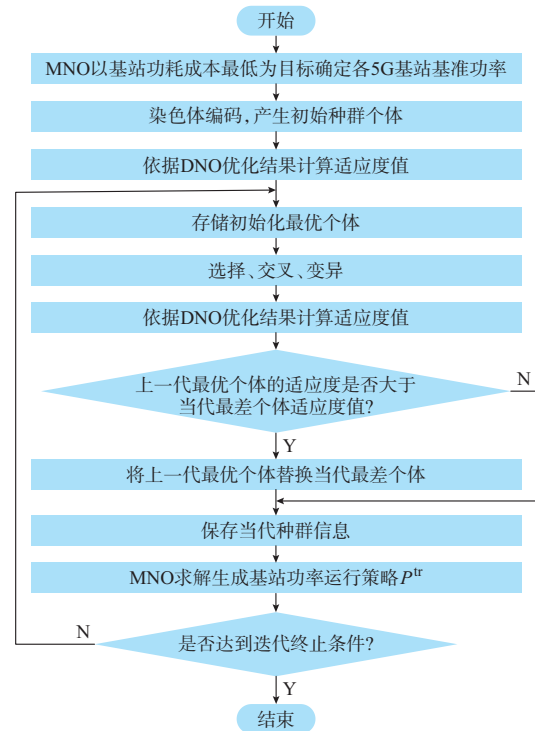 开始
MNO以基站功耗成本最低为目标确定各5G基站基准功率
染色体编码,产生初始种群个体
依据DNO优化结果计算适应度值
存储初始化最优个体
选择、交叉、变异
依据DNO优化结果计算适应度值
上一代最优个体的适应度是否大于
当代最差个体适应度值?
N
Y
将上一代最优个体替换当代最差个体
保存当代种群信息
MNO求解生成基站功率运行策略P^tr
N
是否达到迭代终止条件?
Y
结束